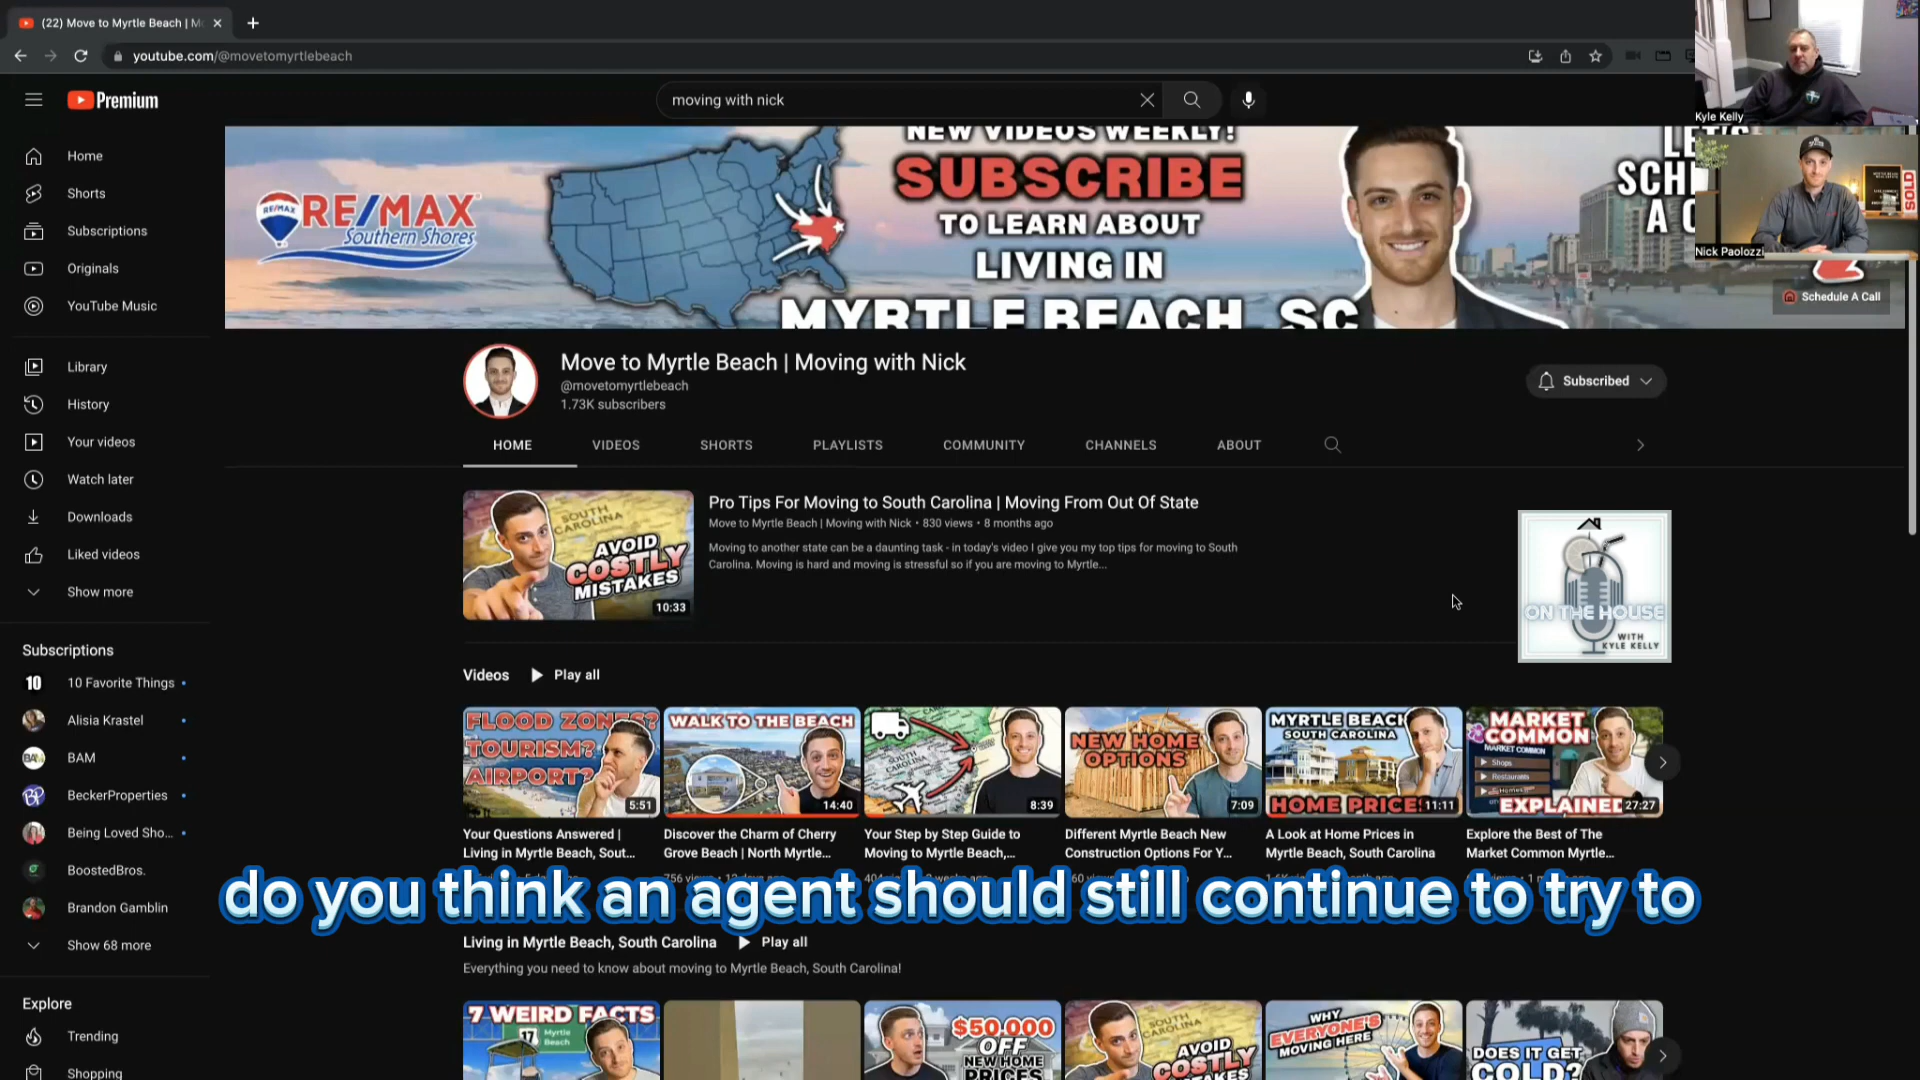 (22) Move to Myrtle Beach | M
youtube.com/@movetomyrtlebeach
Premium
moving with nick
Kyle Kelly
Nick Paolozzi
SOLD
Home
Shorts
Subscriptions
Originals
YouTube Music
Library
History
Your videos
Watch later
Downloads
Liked videos
Show more
Subscriptions
10 Favorite Things
Alisia Krastel
BAM
BeckerProperties
Being Loved Sho...
BoostedBros.
Brandon Gamblin
Show 68 more
Explore
Trending
Shopping
RE/MAX
RE/MAX
Southern Shores
NEW VIDEOS WEEKLY!
SUBSCRIBE
TO LEARN ABOUT
LIVING IN
MYRTLE BEACH, SC
Schedule A Call
Move to Myrtle Beach | Moving with Nick
@movetomyrtlebeach
1.73K subscribers
Subscribed
HOME
VIDEOS
SHORTS
PLAYLISTS
COMMUNITY
CHANNELS
ABOUT
SOUTH
CAROLINA
AVOID
COSTLY
MISTAKES
10:33
Pro Tips For Moving to South Carolina | Moving From Out Of State
Move to Myrtle Beach | Moving with Nick • 830 views • 8 months ago
Moving to another state can be a daunting task - in today's video I give you my top tips for moving to South
Carolina. Moving is hard and moving is stressful so if you are moving to Myrtle...
ON THE HOUSE
WITH
KYLE KELLY
Videos
Play all
FLOOD ZONES?
TOURISM?
AIRPORT?
5:51
WALK TO THE BEACH
14:40
8:39
NEW HOME
OPTIONS
7:09
MYRTLE BEACH
SOUTH CAROLINA
HOME PRICES
11:11
MARKET
COMMON
MARKET COMMON
Shops
Restaurants
Homes
EXPLAINED
27:27
Your Questions Answered |
Living in Myrtle Beach, Sout...
Discover the Charm of Cherry
Grove Beach | North Myrtle...
Your Step by Step Guide to
Moving to Myrtle Beach,...
Different Myrtle Beach New
Construction Options For Y...
A Look at Home Prices in
Myrtle Beach, South Carolina
Explore the Best of The
Market Common Myrtle...
do you think an agent should still continue to try to
Living in Myrtle Beach, South Carolina
Play all
Everything you need to know about moving to Myrtle Beach, South Carolina!
7 WEIRD FACTS
17
Myrtle
Beach
$50,000
OFF
NEW HOME
PRICES
SOUTH
CAROLINA
AVOID
COSTLY
WHY
EVERYONE'S
MOVING HERE
DOES IT GET
COLD?